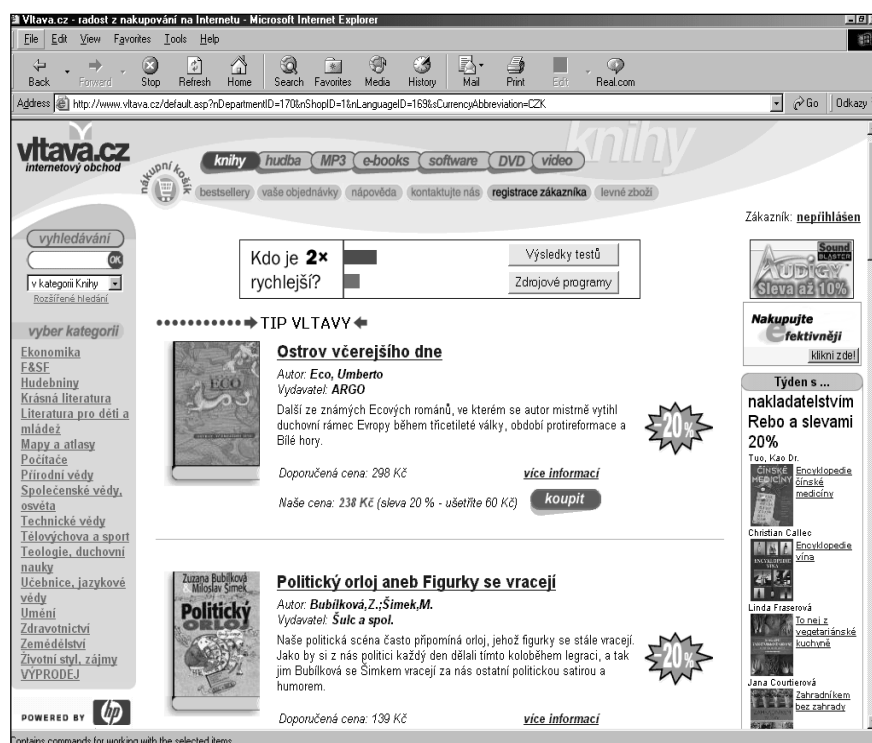 Vltava.cz - radost z nakupování na Internetu - Microsoft Internet Explorer
File Edit View Favorites Tools Help
Back Forward Stop Refresh Home Search Favorites Media History Mail Print Edit Real.com
Address http://www.vltava.cz/default.asp?nDepartmentID=170&nShopID=1&nLanguageID=169&sCurrencyAbbreviation=CZK Go Odkazy
vltava.cz
internetový obchod
nákupní košík
knihy
knihy hudba MP3 e-books software DVD video
bestsellery vaše objednávky nápověda kontaktujte nás registrace zákazníka levné zboží
Zákazník: nepřihlášen
vyhledávání
OK
v kategorii Knihy
Rozšířené hledání
vyber kategorii
Ekonomika
F&SF
Hudebniny
Krásná literatura
Literatura pro děti a
mládež
Mapy a atlasy
Počítače
Přírodní vědy
Společenské vědy,
osvěta
Technické vědy
Tělovýchova a sport
Teologie, duchovní
nauky
Učebnice, jazykové
vědy
Umění
Zdravotnictví
Zemědělství
Životní styl, zájmy
VÝPRODEJ
POWERED BY hp
Kdo je 2×
rychlejší?
Výsledky testů
Zdrojové programy
TIP VLTAVY
ECO
Ostrov včerejšího dne
Autor: Eco, Umberto
Vydavatel: ARGO
Další ze známých Ecových románů, ve kterém se autor mistrně vytihl
duchovní rámec Evropy během třicetileté války, období protireformace a
Bílé hory.
-20%
Doporučená cena: 298 Kč více informací
Naše cena: 238 Kč (sleva 20 % - ušetříte 60 Kč) koupit
Zuzana Bubílková
& Miloslav Šimek
Politický
ORLOJ
Politický orloj aneb Figurky se vracejí
Autor: Bubílková,Z.;Šimek,M.
Vydavatel: Šulc a spol.
Naše politická scéna často připomíná orloj, jehož figurky se stále vracejí.
Jako by si z nás politici každý den dělali tímto koloběhem legraci, a tak
jim Bubílková se Šimkem vracejí za nás ostatní politickou satirou a
humorem.
-20%
Doporučená cena: 139 Kč více informací
Sound
BLASTER
AUDIGY
Sleva až 10%
Nakupujte
efektivněji
klikni zde!
Týden s ...
nakladatelstvím
Rebo a slevami
20%
Tuo, Kao Dr.
ČÍNSKÉ
MEDICÍNY
Encyklopedie
čínské
medicíny
Christian Callec
ENCYKLOPEDIE
VÍNA
Encyklopedie
vína
Linda Fraserová
To nej z
vegetariánské
kuchyně
Jana Courtierová
Zahradníkem
bez zahrady
Contains commands for working with the selected items.